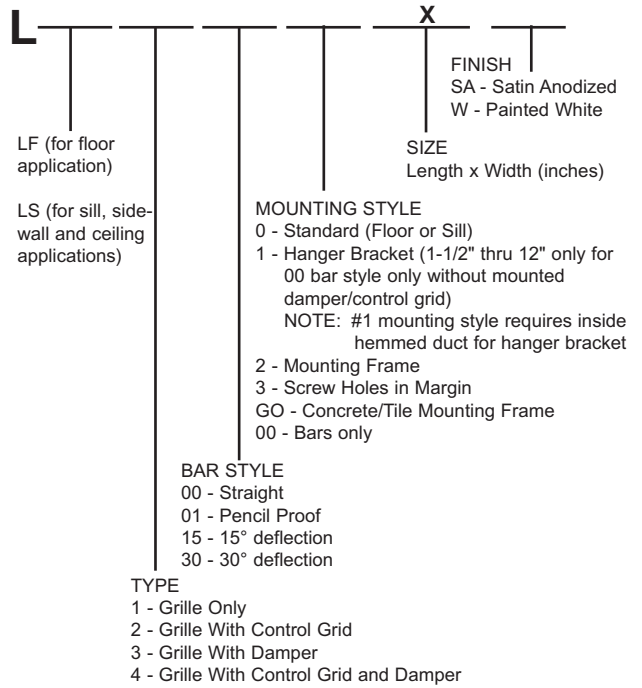 L X
FINISH
SA - Satin Anodized
W - Painted White
LF (for floor
application)
SIZE
Length x Width (inches)
LS (for sill, side-
wall and ceiling
applications)
MOUNTING STYLE
0 - Standard (Floor or Sill)
1 - Hanger Bracket (1-1/2" thru 12" only for
00 bar style only without mounted
damper/control grid)
NOTE: #1 mounting style requires inside
hemmed duct for hanger bracket
2 - Mounting Frame
3 - Screw Holes in Margin
GO - Concrete/Tile Mounting Frame
00 - Bars only
BAR STYLE
00 - Straight
01 - Pencil Proof
15 - 15° deflection
30 - 30° deflection
TYPE
1 - Grille Only
2 - Grille With Control Grid
3 - Grille With Damper
4 - Grille With Control Grid and Damper